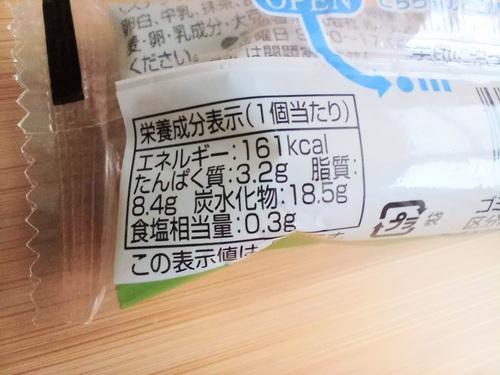 OPEN
卵白、牛乳、抹茶、
麦・卵・乳成分・大
ください。
栄養成分表示(1個当たり)
エネルギー:161kcal
たんぱく質:3.2g 脂質:
8.4g 炭水化物:18.5g
食塩相当量:0.3g
この表示値は
プラ 袋